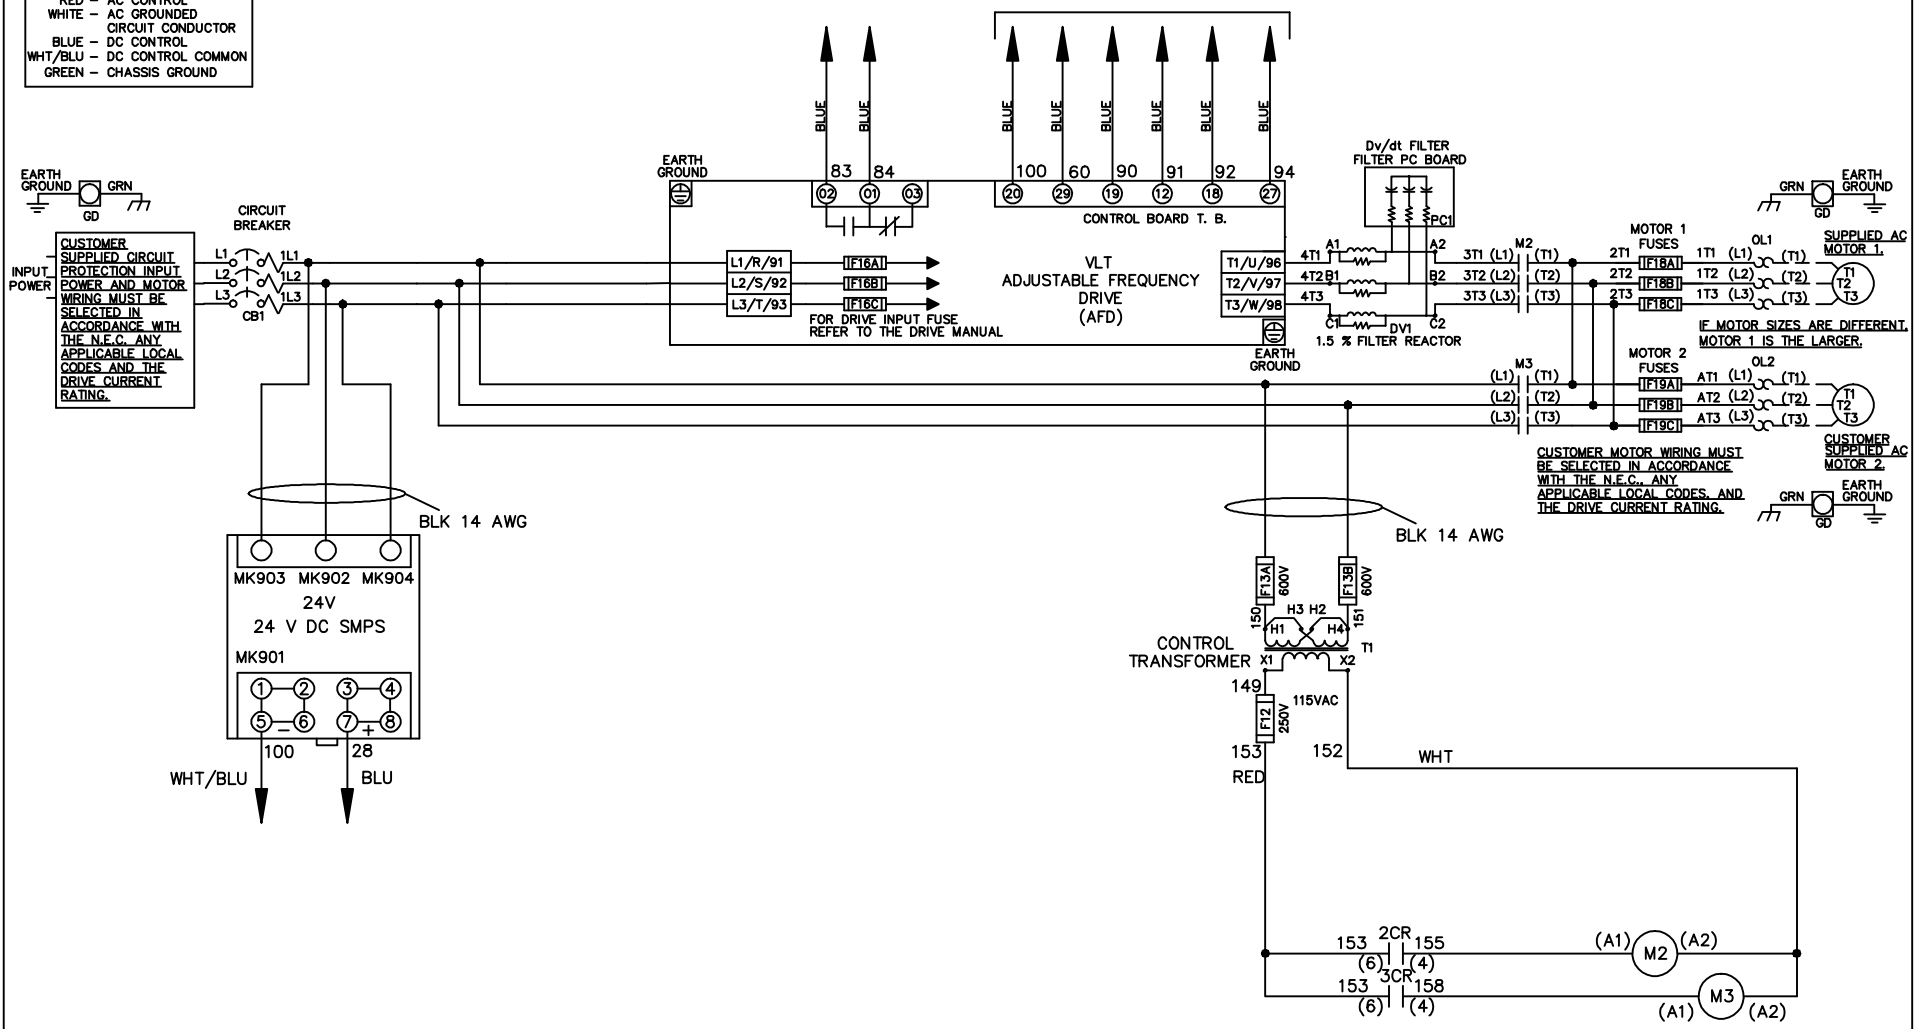 RED – AC CONTROL
WHITE – AC GROUNDED
CIRCUIT CONDUCTOR
BLUE – DC CONTROL
WHT/BLU – DC CONTROL COMMON
GREEN – CHASSIS GROUND
BLUE
BLUE
BLUE
BLUE
BLUE
BLUE
BLUE
BLUE
EARTH
GROUND
GRN
GD
CIRCUIT
BREAKER
INPUT
POWER
CUSTOMER
SUPPLIED CIRCUIT
PROTECTION INPUT
POWER AND MOTOR
WIRING MUST BE
SELECTED IN
ACCORDANCE WITH
THE N.E.C. ANY
APPLICABLE LOCAL
CODES AND THE
DRIVE CURRENT
RATING.
L1 1L1
L2 1L2
L3 1L3
CB1
EARTH
GROUND
83 84
02 01 03
100 60 90 91 92 94
20 29 19 12 18 27
CONTROL BOARD T. B.
L1/R/91 F16A
L2/S/92 F16B
L3/T/93 F16C
FOR DRIVE INPUT FUSE
REFER TO THE DRIVE MANUAL
VLT
ADJUSTABLE FREQUENCY
DRIVE
(AFD)
T1/U/96
T2/V/97
T3/W/98
EARTH
GROUND
Dv/dt FILTER
FILTER PC BOARD
PC1
4T1 A1 A2
4T2 B1 B2
4T3
C1 DV1 C2
1.5 % FILTER REACTOR
M2
3T1 (L1) (T1)
3T2 (L2) (T2)
3T3 (L3) (T3)
MOTOR 1
FUSES
2T1 F18A 1T1 (L1) (T1)
2T2 F18B 1T2 (L2) (T2)
2T3 F18C 1T3 (L3) (T3)
OL1
GRN
GD
EARTH
GROUND
SUPPLIED AC
MOTOR 1.
T1
T2
T3
IF MOTOR SIZES ARE DIFFERENT,
MOTOR 1 IS THE LARGER.
M3
(L1) (T1)
(L2) (T2)
(L3) (T3)
MOTOR 2
FUSES
OL2
F19A AT1 (L1) (T1)
F19B AT2 (L2) (T2)
F19C AT3 (L3) (T3)
T1
T2
T3
CUSTOMER
SUPPLIED AC
MOTOR 2.
CUSTOMER MOTOR WIRING MUST
BE SELECTED IN ACCORDANCE
WITH THE N.E.C., ANY
APPLICABLE LOCAL CODES, AND
THE DRIVE CURRENT RATING.
GRN
GD
EARTH
GROUND
BLK 14 AWG
MK903 MK902 MK904
24V
24 V DC SMPS
MK901
1 2 3 4
5 6 7 8
– +
100 28
WHT/BLU BLU
BLK 14 AWG
F13A 600V
F13B 600V
150 151
H3 H2
H1 H4
CONTROL
TRANSFORMER
T1
X1 X2
149
115VAC
F12 250V
153 152
RED
WHT
2CR
153 155
(6) (4)
(A1) M2 (A2)
3CR
153 158
(6) (4)
(A1) M3 (A2)